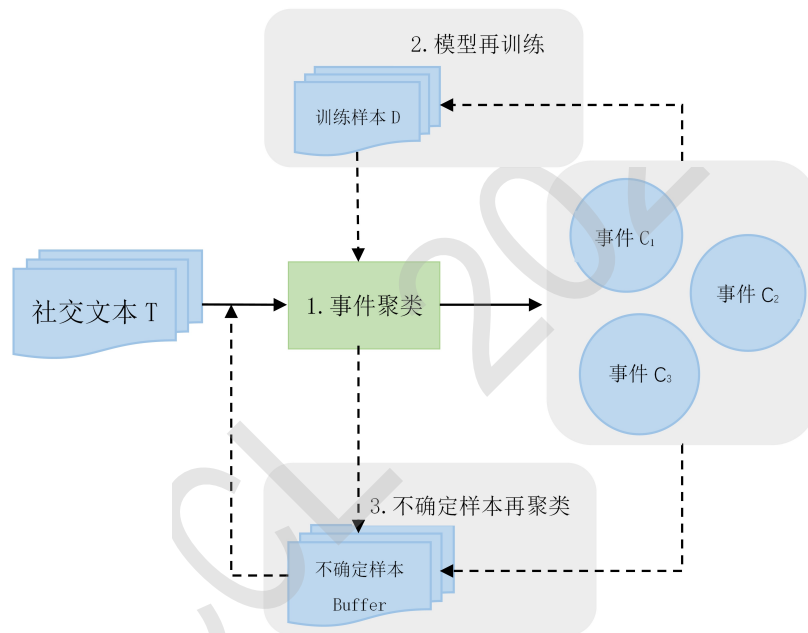 2.模型再训练
训练样本 D
事件 C₁
事件 C₂
社交文本 T
1.事件聚类
事件 C₃
3.不确定样本再聚类
不确定样本
Buffer